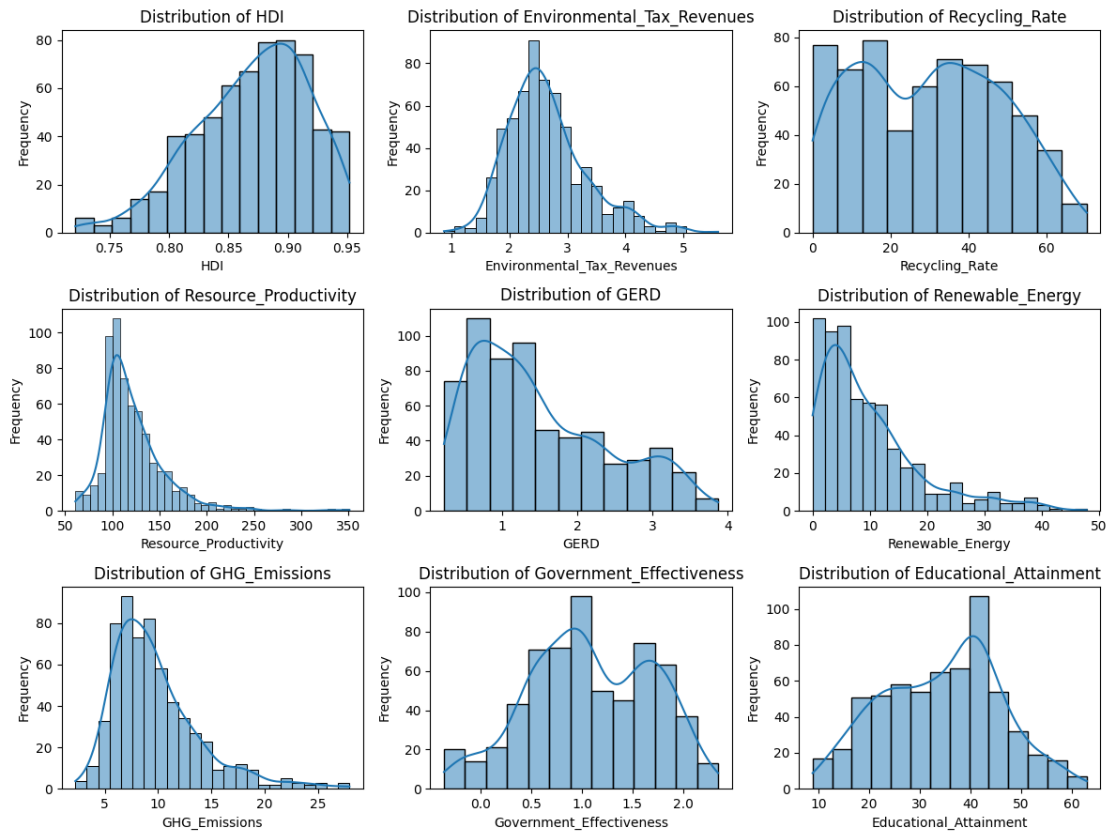 Distribution of HDI
Frequency
80
60
40
20
0
0.75 0.80 0.85 0.90 0.95
HDI
Distribution of Environmental_Tax_Revenues
Frequency
80
60
40
20
0
1 2 3 4 5
Environmental_Tax_Revenues
Distribution of Recycling_Rate
Frequency
80
60
40
20
0
0 20 40 60
Recycling_Rate
Distribution of Resource_Productivity
Frequency
100
80
60
40
20
0
50 100 150 200 250 300 350
Resource_Productivity
Distribution of GERD
Frequency
100
80
60
40
20
0
1 2 3 4
GERD
Distribution of Renewable_Energy
Frequency
100
80
60
40
20
0
0 10 20 30 40 50
Renewable_Energy
Distribution of GHG_Emissions
Frequency
80
60
40
20
0
5 10 15 20 25
GHG_Emissions
Distribution of Government_Effectiveness
Frequency
100
80
60
40
20
0
0.0 0.5 1.0 1.5 2.0
Government_Effectiveness
Distribution of Educational_Attainment
Frequency
100
80
60
40
20
0
10 20 30 40 50 60
Educational_Attainment